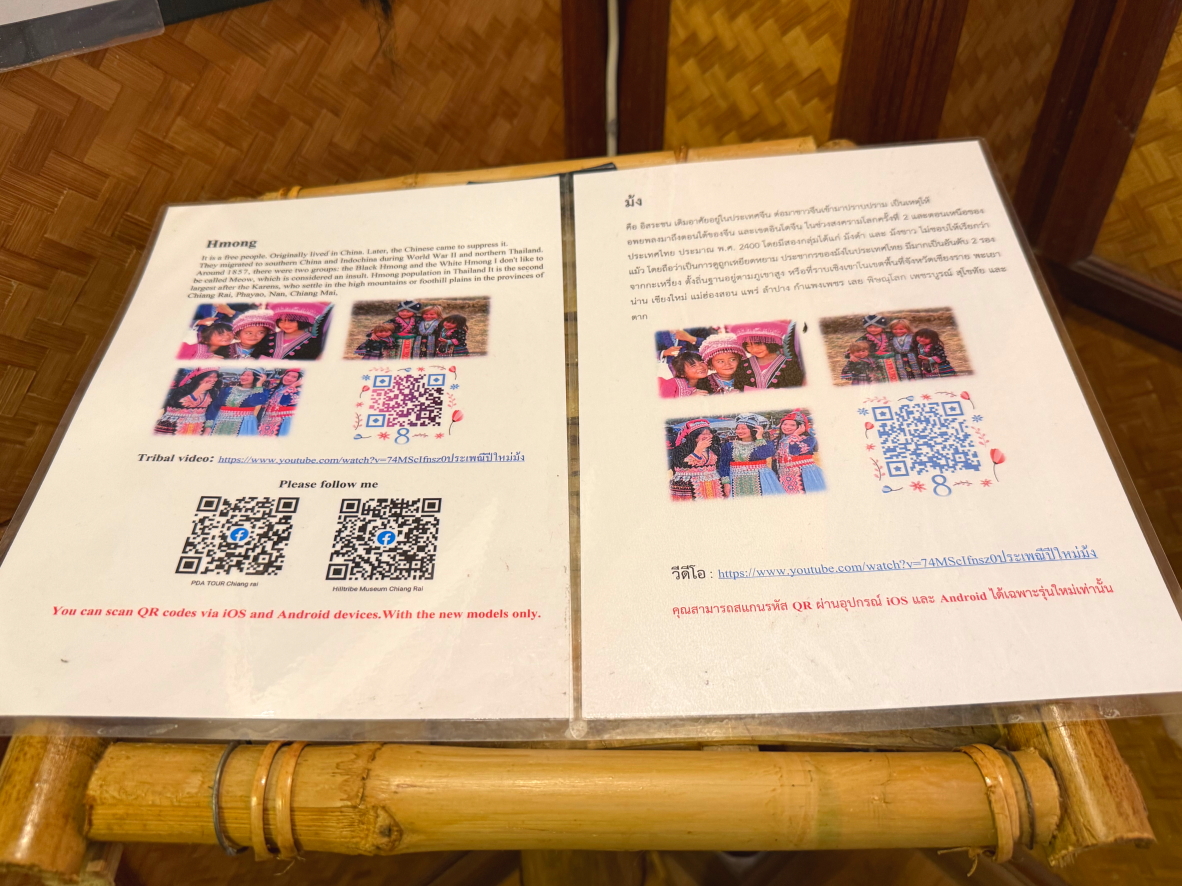 Hmong
It is a free people. Originally lived in China. Later, the Chinese came to suppress it.
They migrated to southern China and Indochina during World War II and northern Thailand.
Around 1857, there were two groups: the Black Hmong and the White Hmong I don't like to
be called Meow, which is considered an insult. Hmong population in Thailand It is the second
largest after the Karens, who settle in the high mountains or foothill plains in the provinces of
Chiang Rai, Phayao, Nan, Chiang Mai,
8
Tribal video: https://www.youtube.com/watch?v=74MScIfnsz0ประเพณีปีใหม่ม้ง
Please follow me
PDA TOUR Chiang rai
Hilltribe Museum Chiang Rai
You can scan QR codes via iOS and Android devices.With the new models only.
ม้ง
คือ อิสระชน เดิมอาศัยอยู่ในประเทศจีน ต่อมาชาวจีนเข้ามาปราบปราม เป็นเหตุให้
อพยพลงมาถึงตอนใต้ของจีน และเขตอินโดจีน ในช่วงสงครามโลกครั้งที่ 2 และตอนเหนือของ
ประเทศไทย ประมาณ พ.ศ. 2400 โดยมีสองกลุ่มได้แก่ ม้งดำ และ ม้งขาว ไม่ชอบให้เรียกว่า
แม้ว โดยถือว่าเป็นการดูถูกเหยียดหยาม ประชากรของม้งในประเทศไทย มีมากเป็นอันดับ 2 รอง
จากกะเหรี่ยง ตั้งถิ่นฐานอยู่ตามภูเขาสูง หรือที่ราบเชิงเขาในเขตพื้นที่จังหวัดเชียงราย พะเยา
น่าน เชียงใหม่ แม่ฮ่องสอน แพร่ ลำปาง กำแพงเพชร เลย พิษณุโลก เพชรบูรณ์ สุโขทัย และ
ตาก
8
วีดีโอ : https://www.youtube.com/watch?v=74MScIfnsz0ประเพณีปีใหม่ม้ง
คุณสามารถสแกนรหัส QR ผ่านอุปกรณ์ iOS และ Android ได้เฉพาะรุ่นใหม่เท่านั้น